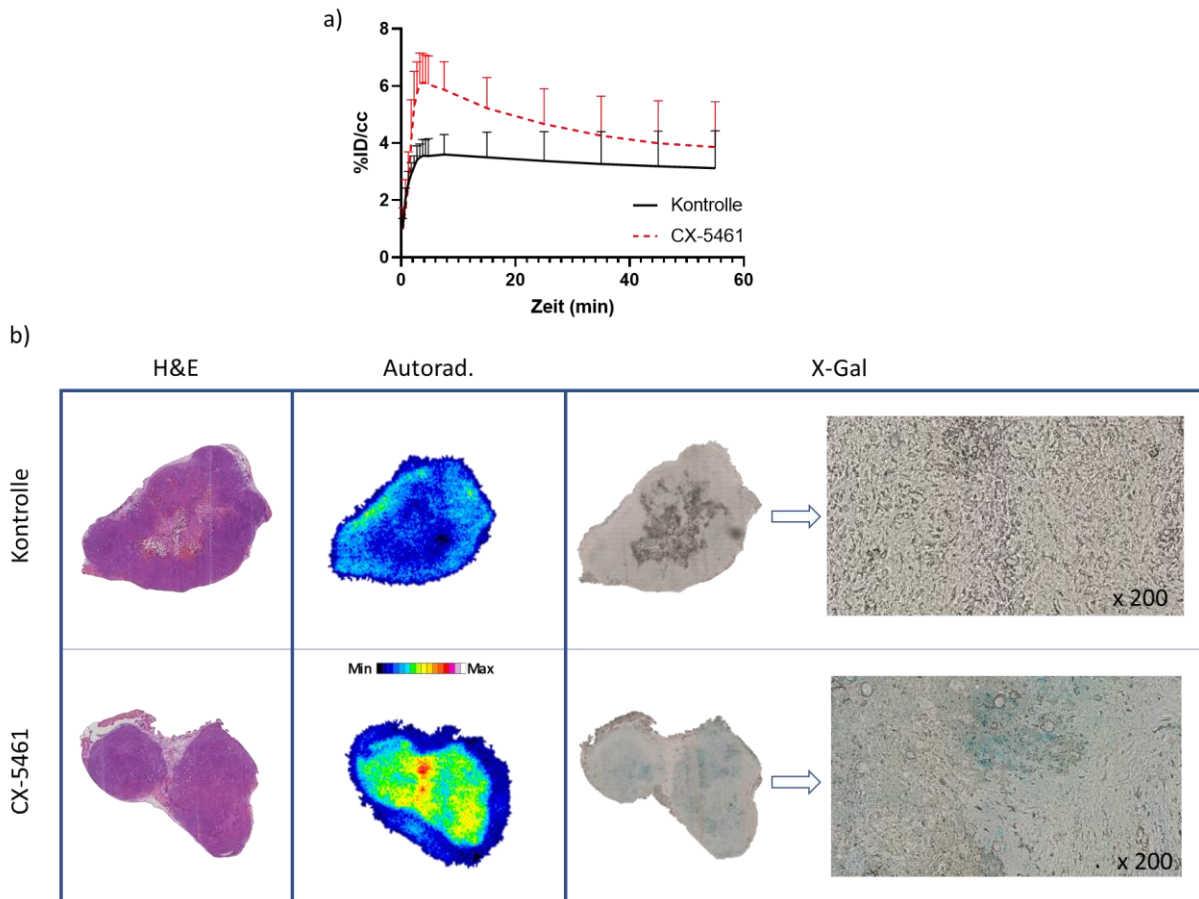 a)
8
6
4
2
0
%ID/cc
Kontrolle
CX-5461
0 20 40 60
Zeit (min)
b)
H&E Autorad. X-Gal
Kontrolle
x 200
Min Max
CX-5461
x 200